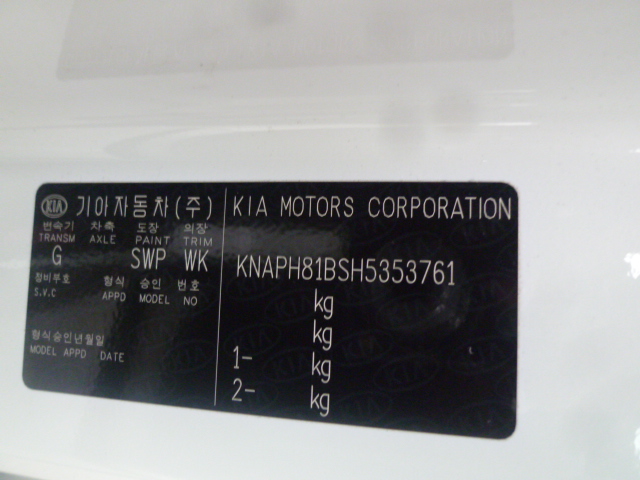 KIA 기아자동차(주)
변속기 차축 도장 의장
TRANSM AXLE PAINT TRIM
G SWP WK
정비부호 형식 승인 번호
S.V.C APPD MODEL NO
형식승인년월일
MODEL APPD DATE
KIA MOTORS CORPORATION
KNAPH81BSH5353761
kg
kg
1- kg
2- kg